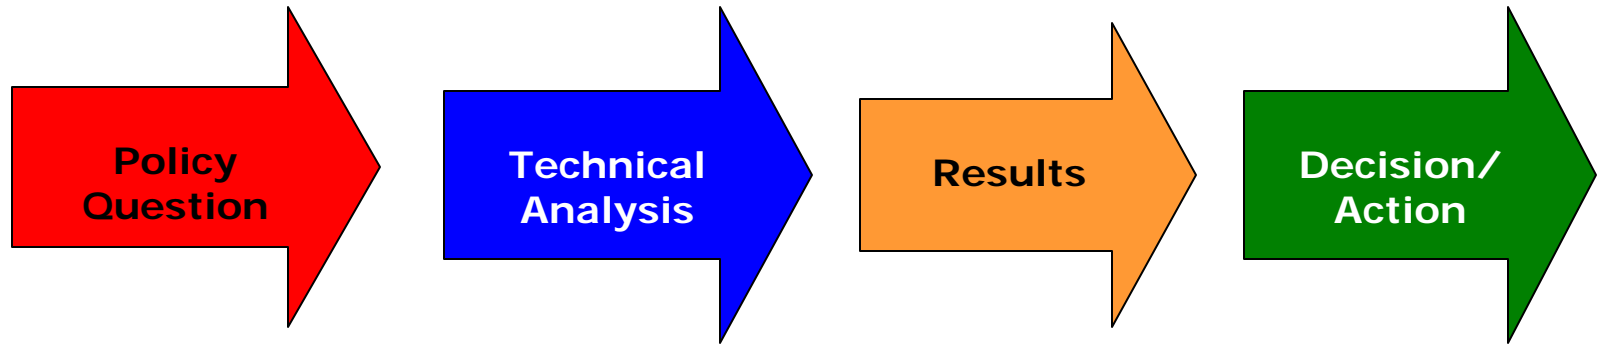 Policy
Question
Technical
Analysis
Results
Decision/
Action